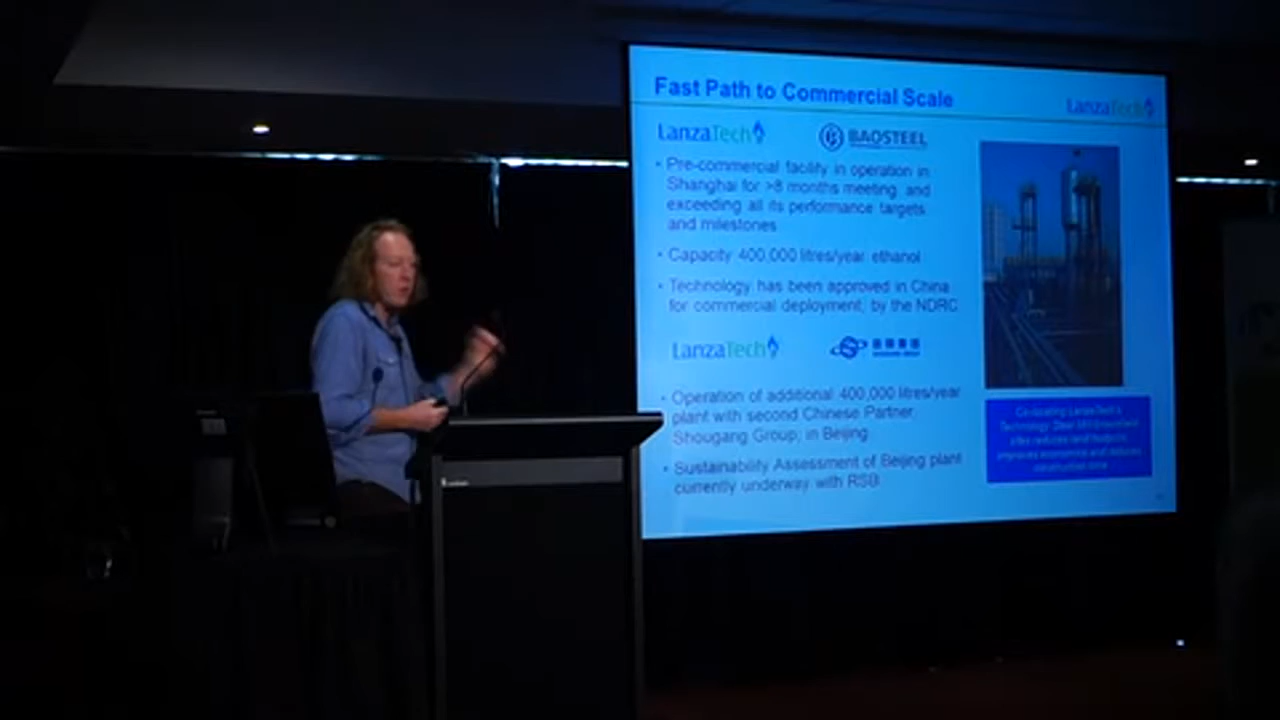 Fast Path to Commercial Scale
LanzaTech
LanzaTech
BAOSTEEL
• Pre-commercial facility in operation in
Shanghai for >8 months meeting and
exceeding all its performance targets
and milestones
• Capacity 400,000 litres/year ethanol
• Technology has been approved in China
for commercial deployment, by the NDRC
LanzaTech
• Operation of additional 400,000 litres/year
plant with second Chinese Partner,
Shougang Group, in Beijing
• Sustainability Assessment of Beijing plant
currently underway with RSB
Co-locating LanzaTech's